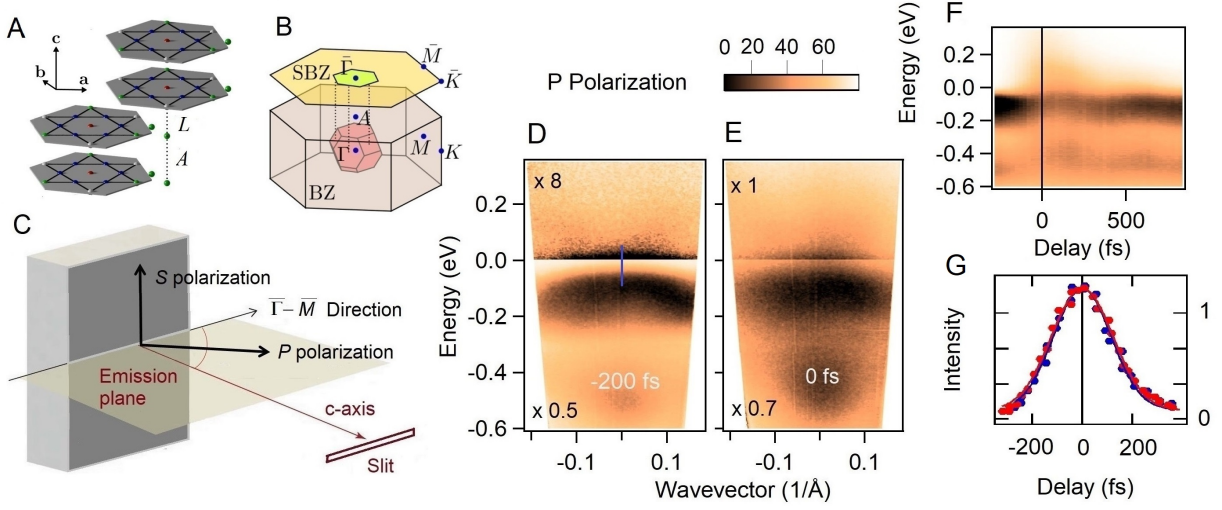 A
c
b
a
L
A
B
SBZ
Γ̄
M̄
K̄
A
Γ
M
K
BZ
C
S polarization
Γ̄ – M̄ Direction
P polarization
Emission
plane
c-axis
Slit
P Polarization
0 20 40 60
D
x 8
-200 fs
x 0.5
E
x 1
0 fs
x 0.7
Energy (eV)
0.2
0.0
-0.2
-0.4
-0.6
-0.1 0.1 -0.1 0.1
Wavevector (1/Å)
F
Energy (eV)
0.2
0.0
-0.2
-0.4
-0.6
0 500
Delay (fs)
G
Intensity
1
0
-200 0 200
Delay (fs)